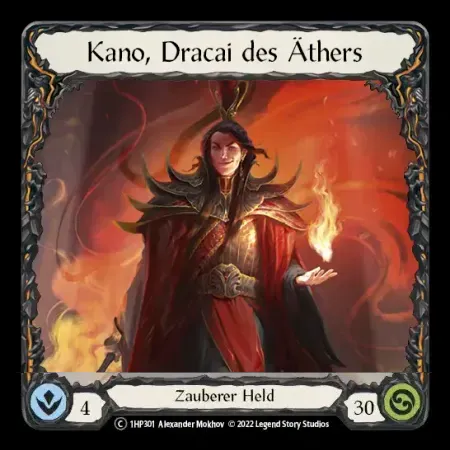 Kano, Dracai des Äthers
Zauberer Held
4
30
C 1HP301 Alexander Mokhov © 2022 Legend Story Studios